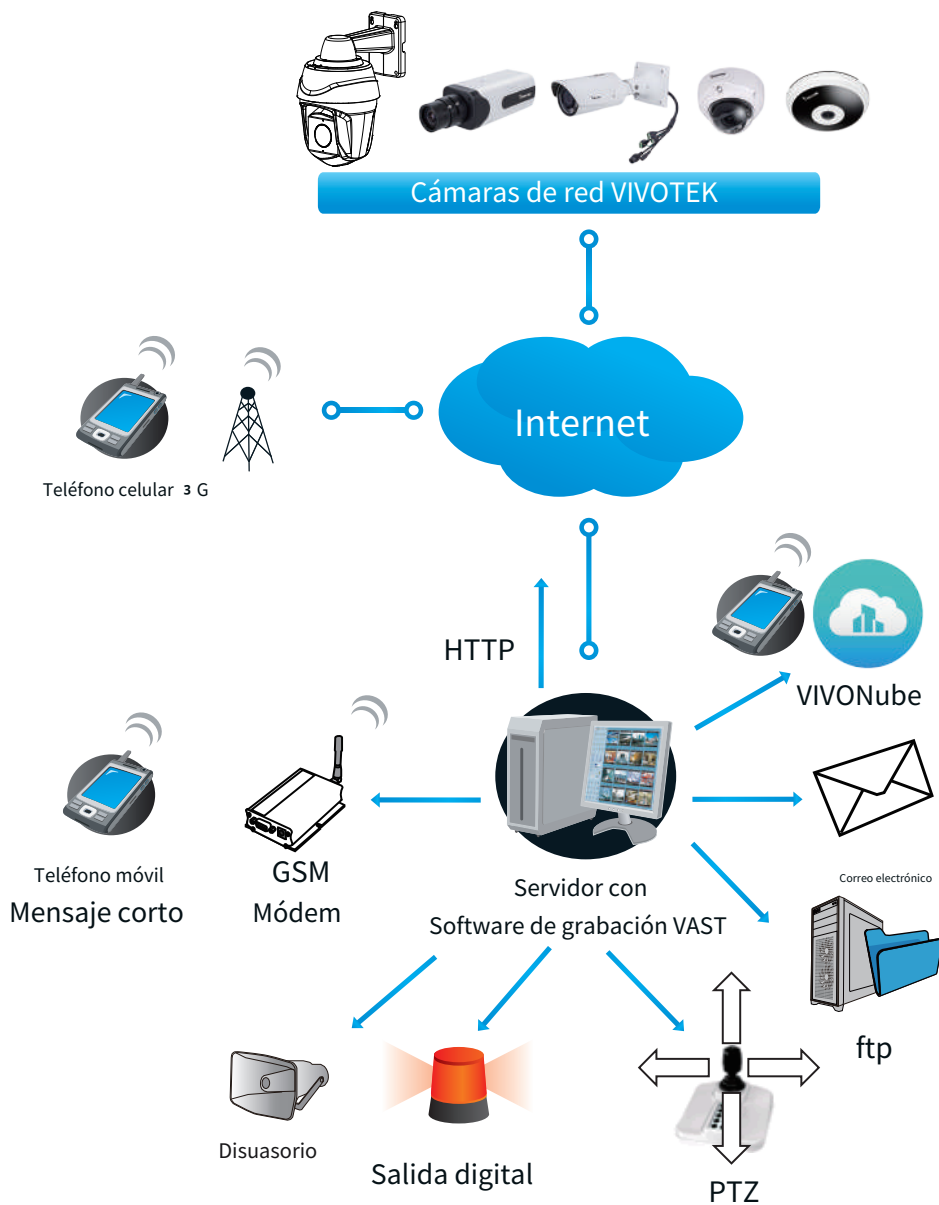 Cámaras de red VIVOTEK
Internet
Teléfono celular 3 G
HTTP
VIVONube
Teléfono móvil
Mensaje corto
GSM
Módem
Servidor con
Software de grabación VAST
Correo electrónico
ftp
Disuasorio
Salida digital
PTZ